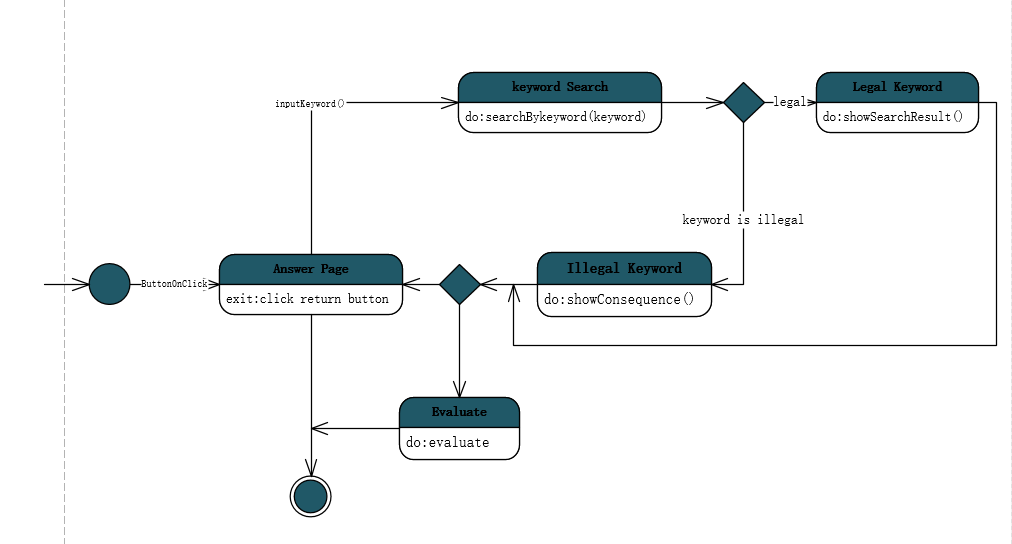 keyword Search
do:searchBykeyword(keyword)
legal
Legal Keyword
do:showSearchResult()
inputKeyword()
keyword is illegal
ButtonOnClick
Answer Page
exit:click return button
Illegal Keyword
do:showConsequence()
Evaluate
do:evaluate